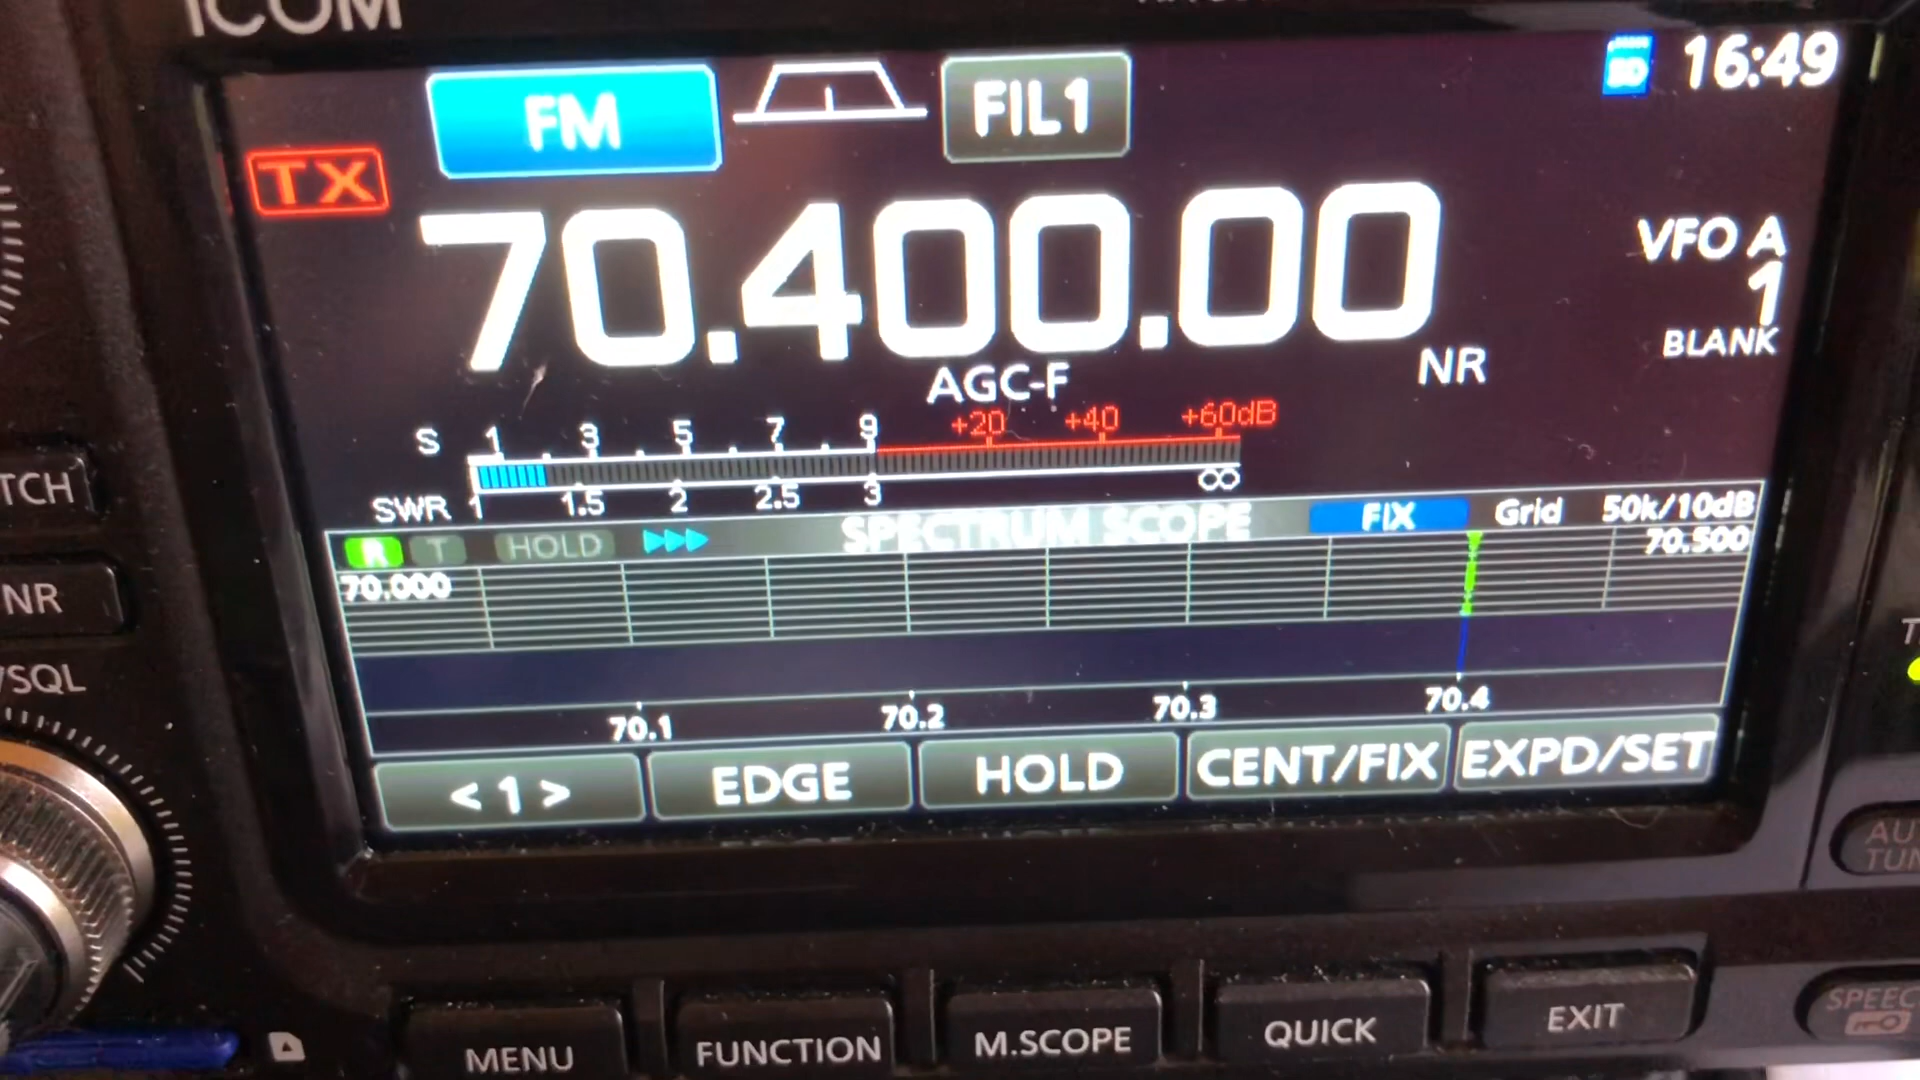 ICOM
16:49
FM
FIL1
TX
70.400.00
VFO A
1
BLANK
AGC-F
NR
S 1 3 5 7 9 +20 +40 +60dB
SWR 1 1.5 2 2.5 3 ∞
R T HOLD SPECTRUM SCOPE FIX Grid 50k/10dB
70.000
70.500
70.1 70.2 70.3 70.4
< 1 > EDGE HOLD CENT/FIX EXPD/SET
TCH
NR
/SQL
MENU FUNCTION M.SCOPE QUICK EXIT
AU
TUN
SPEEC